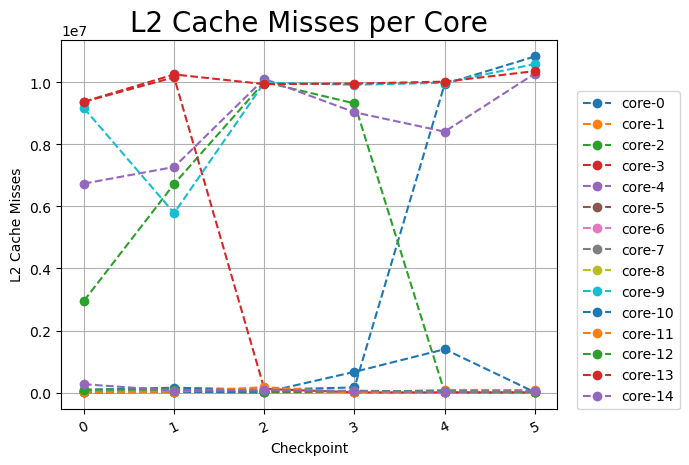 L2 Cache Misses per Core
1e7
1.0
0.8
0.6
0.4
0.2
0.0
L2 Cache Misses
0 1 2 3 4 5
Checkpoint
core-0
core-1
core-2
core-3
core-4
core-5
core-6
core-7
core-8
core-9
core-10
core-11
core-12
core-13
core-14